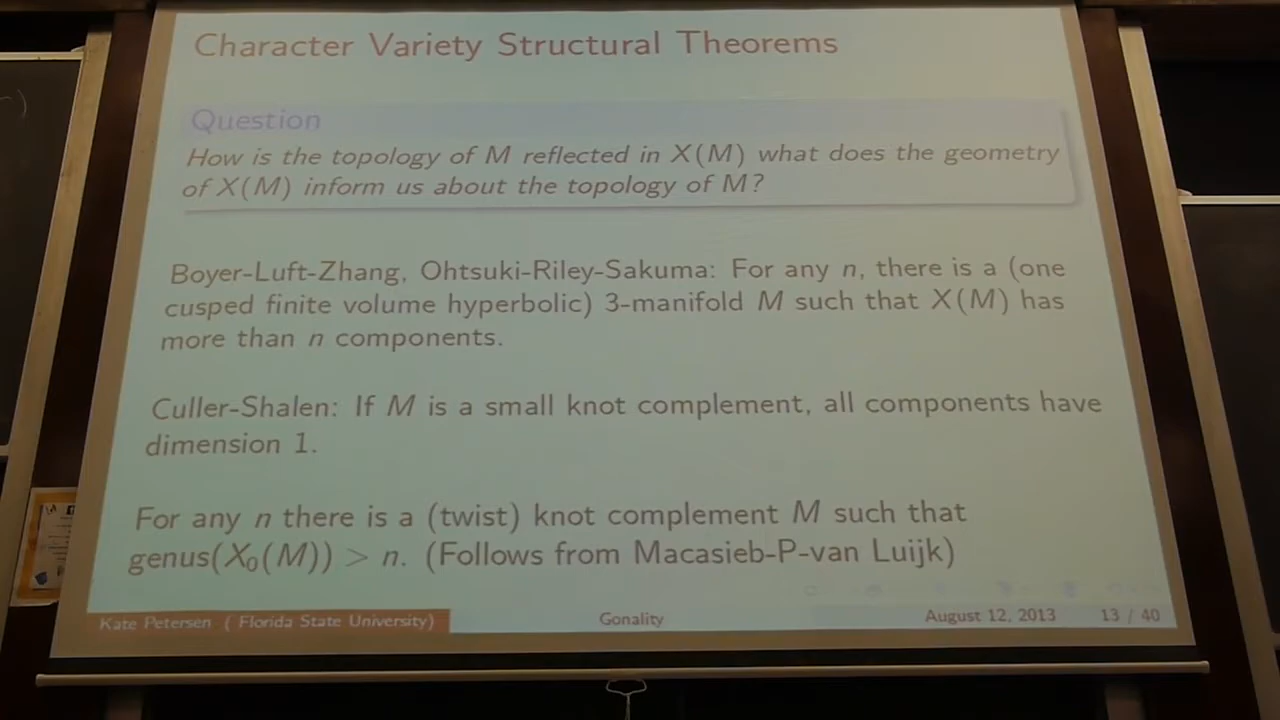 Character Variety Structural Theorems
Question
How is the topology of M reflected in X(M) what does the geometry
of X(M) inform us about the topology of M?
Boyer-Luft-Zhang, Ohtsuki-Riley-Sakuma: For any n, there is a (one
cusped finite volume hyperbolic) 3-manifold M such that X(M) has
more than n components.
Culler-Shalen: If M is a small knot complement, all components have
dimension 1.
For any n there is a (twist) knot complement M such that
genus(X₀(M)) > n. (Follows from Macasieb-P-van Luijk)
Kate Petersen ( Florida State University)
Gonality
August 12, 2013
13 / 40